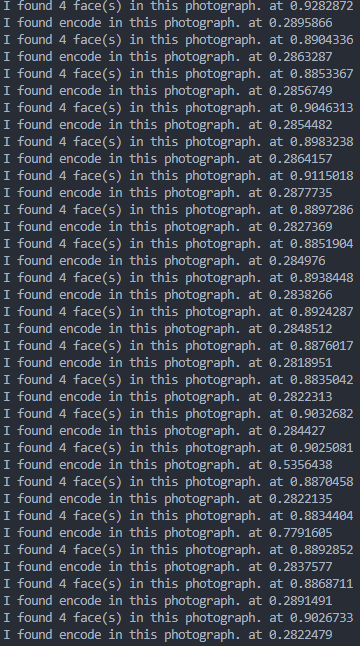 I found 4 face(s) in this photograph. at 0.9282872
I found encode in this photograph. at 0.2895866
I found 4 face(s) in this photograph. at 0.8904336
I found encode in this photograph. at 0.2863287
I found 4 face(s) in this photograph. at 0.8853367
I found encode in this photograph. at 0.2856749
I found 4 face(s) in this photograph. at 0.9046313
I found encode in this photograph. at 0.2854482
I found 4 face(s) in this photograph. at 0.8983238
I found encode in this photograph. at 0.2864157
I found 4 face(s) in this photograph. at 0.9115018
I found encode in this photograph. at 0.2877735
I found 4 face(s) in this photograph. at 0.8897286
I found encode in this photograph. at 0.2827369
I found 4 face(s) in this photograph. at 0.8851904
I found encode in this photograph. at 0.284976
I found 4 face(s) in this photograph. at 0.8938448
I found encode in this photograph. at 0.2838266
I found 4 face(s) in this photograph. at 0.8924287
I found encode in this photograph. at 0.2848512
I found 4 face(s) in this photograph. at 0.8876017
I found encode in this photograph. at 0.2818951
I found 4 face(s) in this photograph. at 0.8835042
I found encode in this photograph. at 0.2822313
I found 4 face(s) in this photograph. at 0.9032682
I found encode in this photograph. at 0.284427
I found 4 face(s) in this photograph. at 0.9025081
I found encode in this photograph. at 0.5356438
I found 4 face(s) in this photograph. at 0.8870458
I found encode in this photograph. at 0.2822135
I found 4 face(s) in this photograph. at 0.8834404
I found encode in this photograph. at 0.7791605
I found 4 face(s) in this photograph. at 0.8892852
I found encode in this photograph. at 0.2837577
I found 4 face(s) in this photograph. at 0.8868711
I found encode in this photograph. at 0.2891491
I found 4 face(s) in this photograph. at 0.9026733
I found encode in this photograph. at 0.2822479